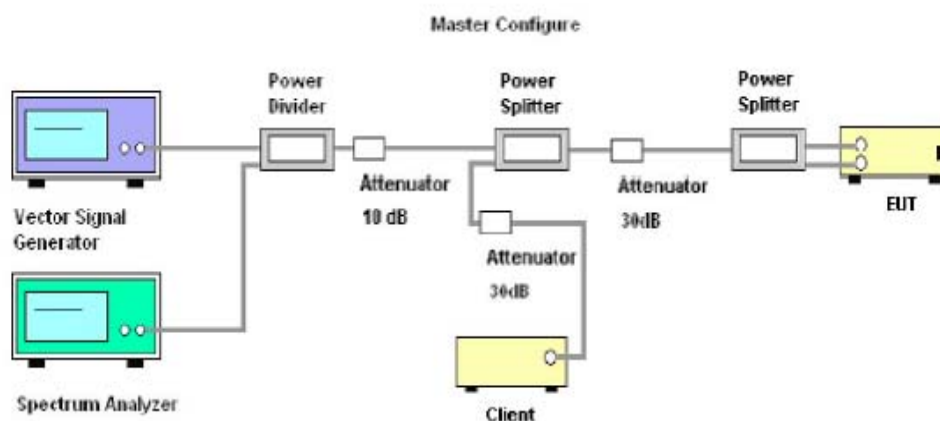 Master Configure
Power
Divider
Power
Splitter
Power
Splitter
Attenuator
10 dB
Attenuator
30dB
EUT
Vector Signal
Generator
Attenuator
30dB
Spectrum Analyzer
Client